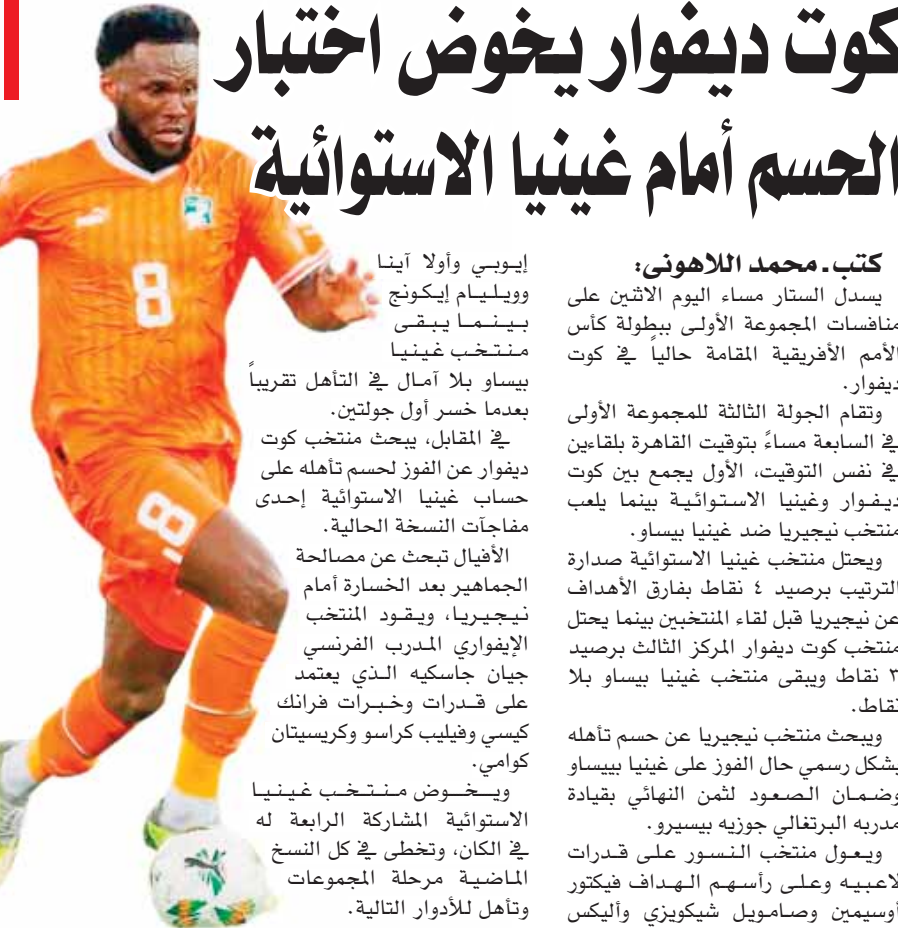 كوت ديفوار يخوض اختبار
الحسم أمام غينيا الاستوائية
كتب ـ محمد اللاهونى:
يسدل الستار مساء اليوم الاثنين على
منافسات المجموعة الأولى ببطولة كأس
الأمم الأفريقية المقامة حالياً في كوت
ديفوار.
وتقام الجولة الثالثة للمجموعة الأولى
في السابعة مساءً بتوقيت القاهرة بلقاءين
في نفس التوقيت، الأول يجمع بين كوت
ديفوار وغينيا الاستوائية بينما يلعب
منتخب نيجيريا ضد غينيا بيساو.
ويحتل منتخب غينيا الاستوائية صدارة
الترتيب برصيد ٤ نقاط بفارق الأهداف
عن نيجيريا قبل لقاء المنتخبين بينما يحتل
منتخب كوت ديفوار المركز الثالث برصيد
٣ نقاط ويبقى منتخب غينيا بيساو بلا
نقاط.
ويبحث منتخب نيجيريا عن حسم تأهله
بشكل رسمي حال الفوز على غينيا بييساو
وضمان الصعود لثمن النهائي بقيادة
مدربه البرتغالي جوزيه بيسيرو.
ويعول منتخب النسور على قدرات
لاعبيه وعلى رأسهم الهداف فيكتور
أوسيمين وصامويل شيكويزي وأليكس
إيوبي وأولا آينا
وويليام إيكونج
بينما يبقى
منتخب غينيا
بيساو بلا آمال في التأهل تقريباً
بعدما خسر أول جولتين.
في المقابل، يبحث منتخب كوت
ديفوار عن الفوز لحسم تأهله على
حساب غينيا الاستوائية إحدى
مفاجآت النسخة الحالية.
الأفيال تبحث عن مصالحة
الجماهير بعد الخسارة أمام
نيجيريا، ويقود المنتخب
الإيفواري المدرب الفرنسي
جيان جاسكيه الذي يعتمد
على قدرات وخبرات فرانك
كيسي وفيليب كراسو وكريسيتان
كوامي.
ويخوض منتخب غينيا
الاستوائية المشاركة الرابعة له
في الكان، وتخطى في كل النسخ
الماضية مرحلة المجموعات
وتأهل للأدوار التالية.
8
8